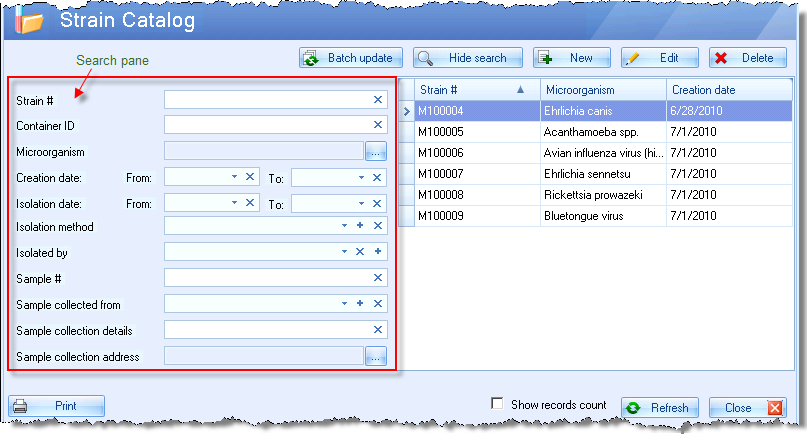 Strain Catalog
Search pane
Batch update Hide search New Edit Delete
Strain #
Container ID
Microorganism ...
Creation date: From: To:
Isolation date: From: To:
Isolation method
Isolated by
Sample #
Sample collected from
Sample collection details
Sample collection address ...
Strain # Microorganism Creation date
M100004 Ehrlichia canis 6/28/2010
M100005 Acanthamoeba spp. 7/1/2010
M100006 Avian influenza virus (hi... 7/1/2010
M100007 Ehrlichia sennetsu 7/1/2010
M100008 Rickettsia prowazeki 7/1/2010
M100009 Bluetongue virus 7/1/2010
Print Show records count Refresh Close